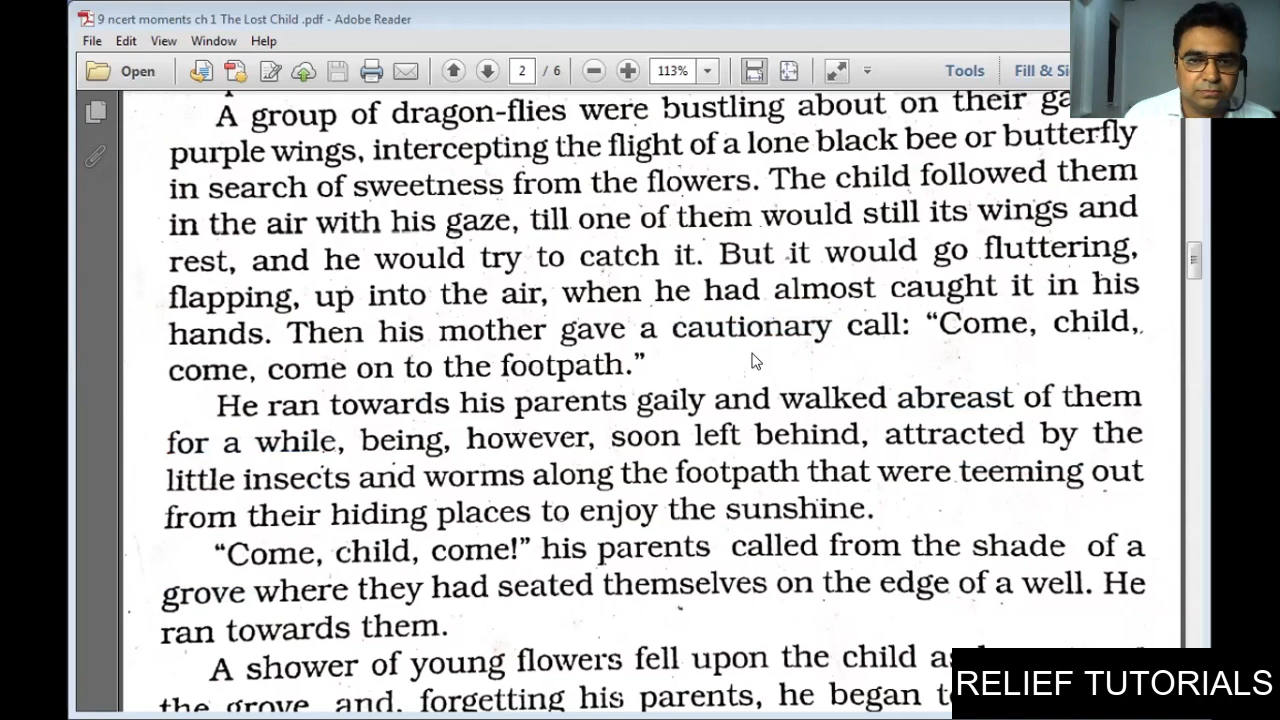 9 ncert moments ch 1 The Lost Child .pdf - Adobe Reader
File Edit View Window Help
Open 2 / 6 113% Tools Fill & Si
A group of dragon-flies were bustling about on their ga
purple wings, intercepting the flight of a lone black bee or butterfly
in search of sweetness from the flowers. The child followed them
in the air with his gaze, till one of them would still its wings and
rest, and he would try to catch it. But it would go fluttering,
flapping, up into the air, when he had almost caught it in his
hands. Then his mother gave a cautionary call: “Come, child,
come, come on to the footpath.”
He ran towards his parents gaily and walked abreast of them
for a while, being, however, soon left behind, attracted by the
little insects and worms along the footpath that were teeming out
from their hiding places to enjoy the sunshine.
“Come, child, come!” his parents called from the shade of a
grove where they had seated themselves on the edge of a well. He
ran towards them.
A shower of young flowers fell upon the child as
the grove, and, forgetting his parents, he began
RELIEF TUTORIALS